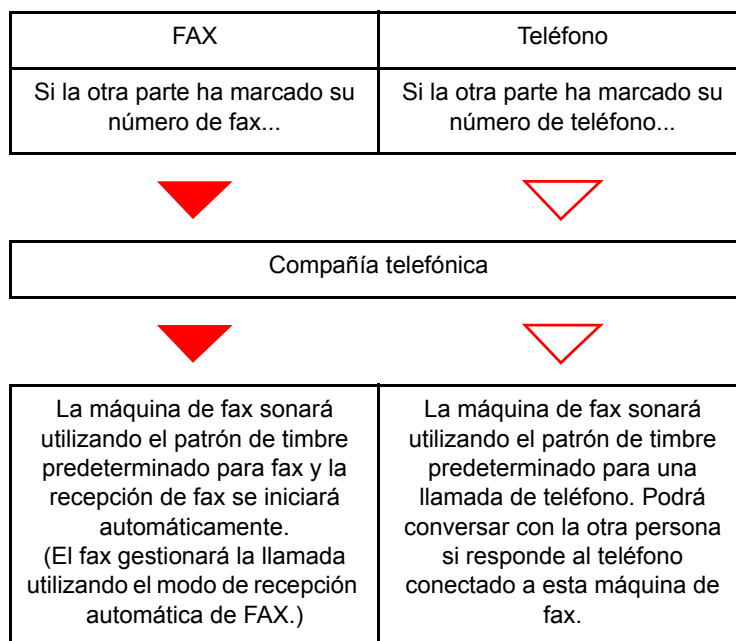 FAX
Teléfono
Si la otra parte ha marcado su
número de fax...
Si la otra parte ha marcado su
número de teléfono...
Compañía telefónica
La máquina de fax sonará
utilizando el patrón de timbre
predeterminado para fax y la
recepción de fax se iniciará
automáticamente.
(El fax gestionará la llamada
utilizando el modo de recepción
automática de FAX.)
La máquina de fax sonará
utilizando el patrón de timbre
predeterminado para una
llamada de teléfono. Podrá
conversar con la otra persona
si responde al teléfono
conectado a esta máquina de
fax.